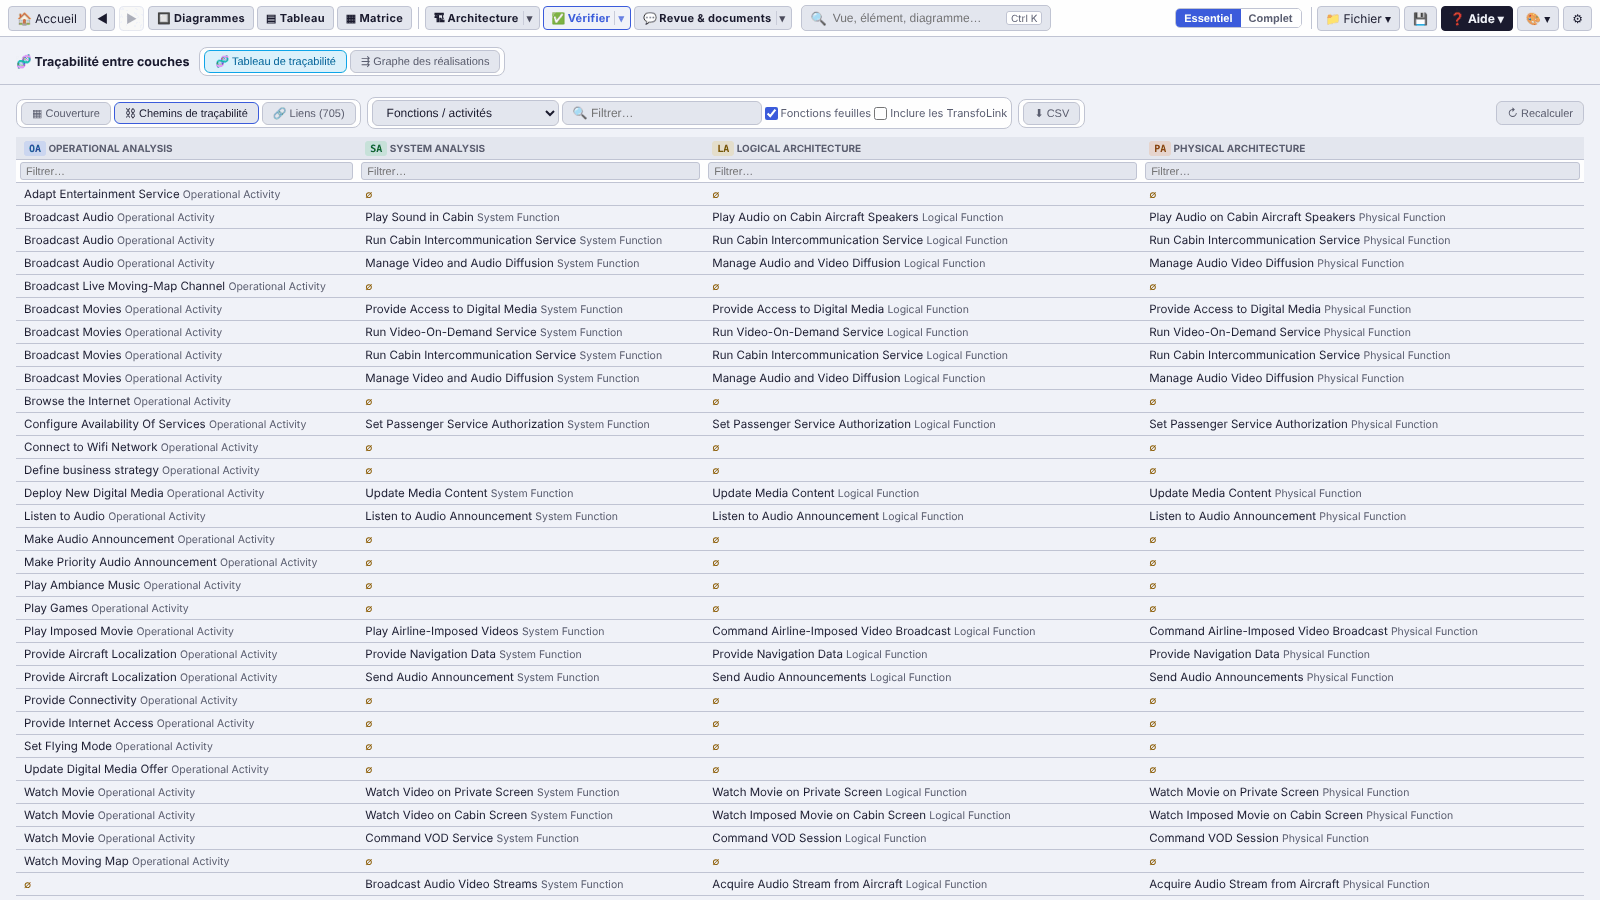 🏠 Accueil ◀ ▶ 🔲 Diagrammes ▤ Tableau ▦ Matrice 🏗 Architecture ▾ ✅ Vérifier ▾ 💬 Revue & documents ▾ 🔍 Vue, élément, diagramme… Ctrl K Essentiel Complet 📁 Fichier ▾ 💾 ❓ Aide ▾ 🎨 ▾ ⚙
🧬 Traçabilité entre couches 🧬 Tableau de traçabilité ⇶ Graphe des réalisations
▦ Couverture ⛓ Chemins de traçabilité 🔗 Liens (705) Fonctions / activités 🔍 Filtrer… Fonctions feuilles Inclure les TransfoLink ⬇ CSV ↻ Recalculer
OA OPERATIONAL ANALYSIS SA SYSTEM ANALYSIS LA LOGICAL ARCHITECTURE PA PHYSICAL ARCHITECTURE
Filtrer… Filtrer… Filtrer… Filtrer…
Adapt Entertainment Service Operational Activity ∅ ∅ ∅
Broadcast Audio Operational Activity Play Sound in Cabin System Function Play Audio on Cabin Aircraft Speakers Logical Function Play Audio on Cabin Aircraft Speakers Physical Function
Broadcast Audio Operational Activity Run Cabin Intercommunication Service System Function Run Cabin Intercommunication Service Logical Function Run Cabin Intercommunication Service Physical Function
Broadcast Audio Operational Activity Manage Video and Audio Diffusion System Function Manage Audio and Video Diffusion Logical Function Manage Audio Video Diffusion Physical Function
Broadcast Live Moving-Map Channel Operational Activity ∅ ∅ ∅
Broadcast Movies Operational Activity Provide Access to Digital Media System Function Provide Access to Digital Media Logical Function Provide Access to Digital Media Physical Function
Broadcast Movies Operational Activity Run Video-On-Demand Service System Function Run Video-On-Demand Service Logical Function Run Video-On-Demand Service Physical Function
Broadcast Movies Operational Activity Run Cabin Intercommunication Service System Function Run Cabin Intercommunication Service Logical Function Run Cabin Intercommunication Service Physical Function
Broadcast Movies Operational Activity Manage Video and Audio Diffusion System Function Manage Audio and Video Diffusion Logical Function Manage Audio Video Diffusion Physical Function
Browse the Internet Operational Activity ∅ ∅ ∅
Configure Availability Of Services Operational Activity Set Passenger Service Authorization System Function Set Passenger Service Authorization Logical Function Set Passenger Service Authorization Physical Function
Connect to Wifi Network Operational Activity ∅ ∅ ∅
Define business strategy Operational Activity ∅ ∅ ∅
Deploy New Digital Media Operational Activity Update Media Content System Function Update Media Content Logical Function Update Media Content Physical Function
Listen to Audio Operational Activity Listen to Audio Announcement System Function Listen to Audio Announcement Logical Function Listen to Audio Announcement Physical Function
Make Audio Announcement Operational Activity ∅ ∅ ∅
Make Priority Audio Announcement Operational Activity ∅ ∅ ∅
Play Ambiance Music Operational Activity ∅ ∅ ∅
Play Games Operational Activity ∅ ∅ ∅
Play Imposed Movie Operational Activity Play Airline-Imposed Videos System Function Command Airline-Imposed Video Broadcast Logical Function Command Airline-Imposed Video Broadcast Physical Function
Provide Aircraft Localization Operational Activity Provide Navigation Data System Function Provide Navigation Data Logical Function Provide Navigation Data Physical Function
Provide Aircraft Localization Operational Activity Send Audio Announcement System Function Send Audio Announcements Logical Function Send Audio Announcements Physical Function
Provide Connectivity Operational Activity ∅ ∅ ∅
Provide Internet Access Operational Activity ∅ ∅ ∅
Set Flying Mode Operational Activity ∅ ∅ ∅
Update Digital Media Offer Operational Activity ∅ ∅ ∅
Watch Movie Operational Activity Watch Video on Private Screen System Function Watch Movie on Private Screen Logical Function Watch Movie on Private Screen Physical Function
Watch Movie Operational Activity Watch Video on Cabin Screen System Function Watch Imposed Movie on Cabin Screen Logical Function Watch Imposed Movie on Cabin Screen Physical Function
Watch Movie Operational Activity Command VOD Service System Function Command VOD Session Logical Function Command VOD Session Physical Function
Watch Moving Map Operational Activity ∅ ∅ ∅
∅ Broadcast Audio Video Streams System Function Acquire Audio Stream from Aircraft Logical Function Acquire Audio Stream from Aircraft Physical Function